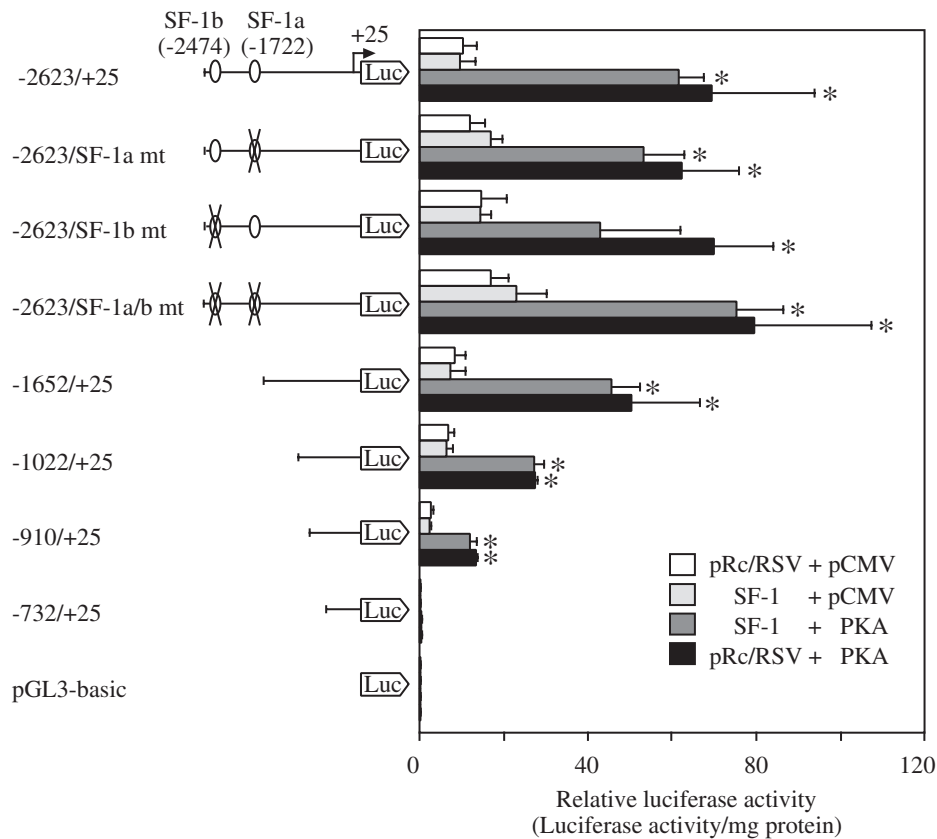 SF-1b SF-1a
(-2474) (-1722) +25
-2623/+25 Luc * *
-2623/SF-1a mt Luc * *
-2623/SF-1b mt Luc *
-2623/SF-1a/b mt Luc * *
-1652/+25 Luc * *
-1022/+25 Luc * *
-910/+25 Luc * *
-732/+25 Luc
pGL3-basic Luc
pRc/RSV + pCMV
SF-1 + pCMV
SF-1 + PKA
pRc/RSV + PKA
0 40 80 120
Relative luciferase activity
(Luciferase activity/mg protein)